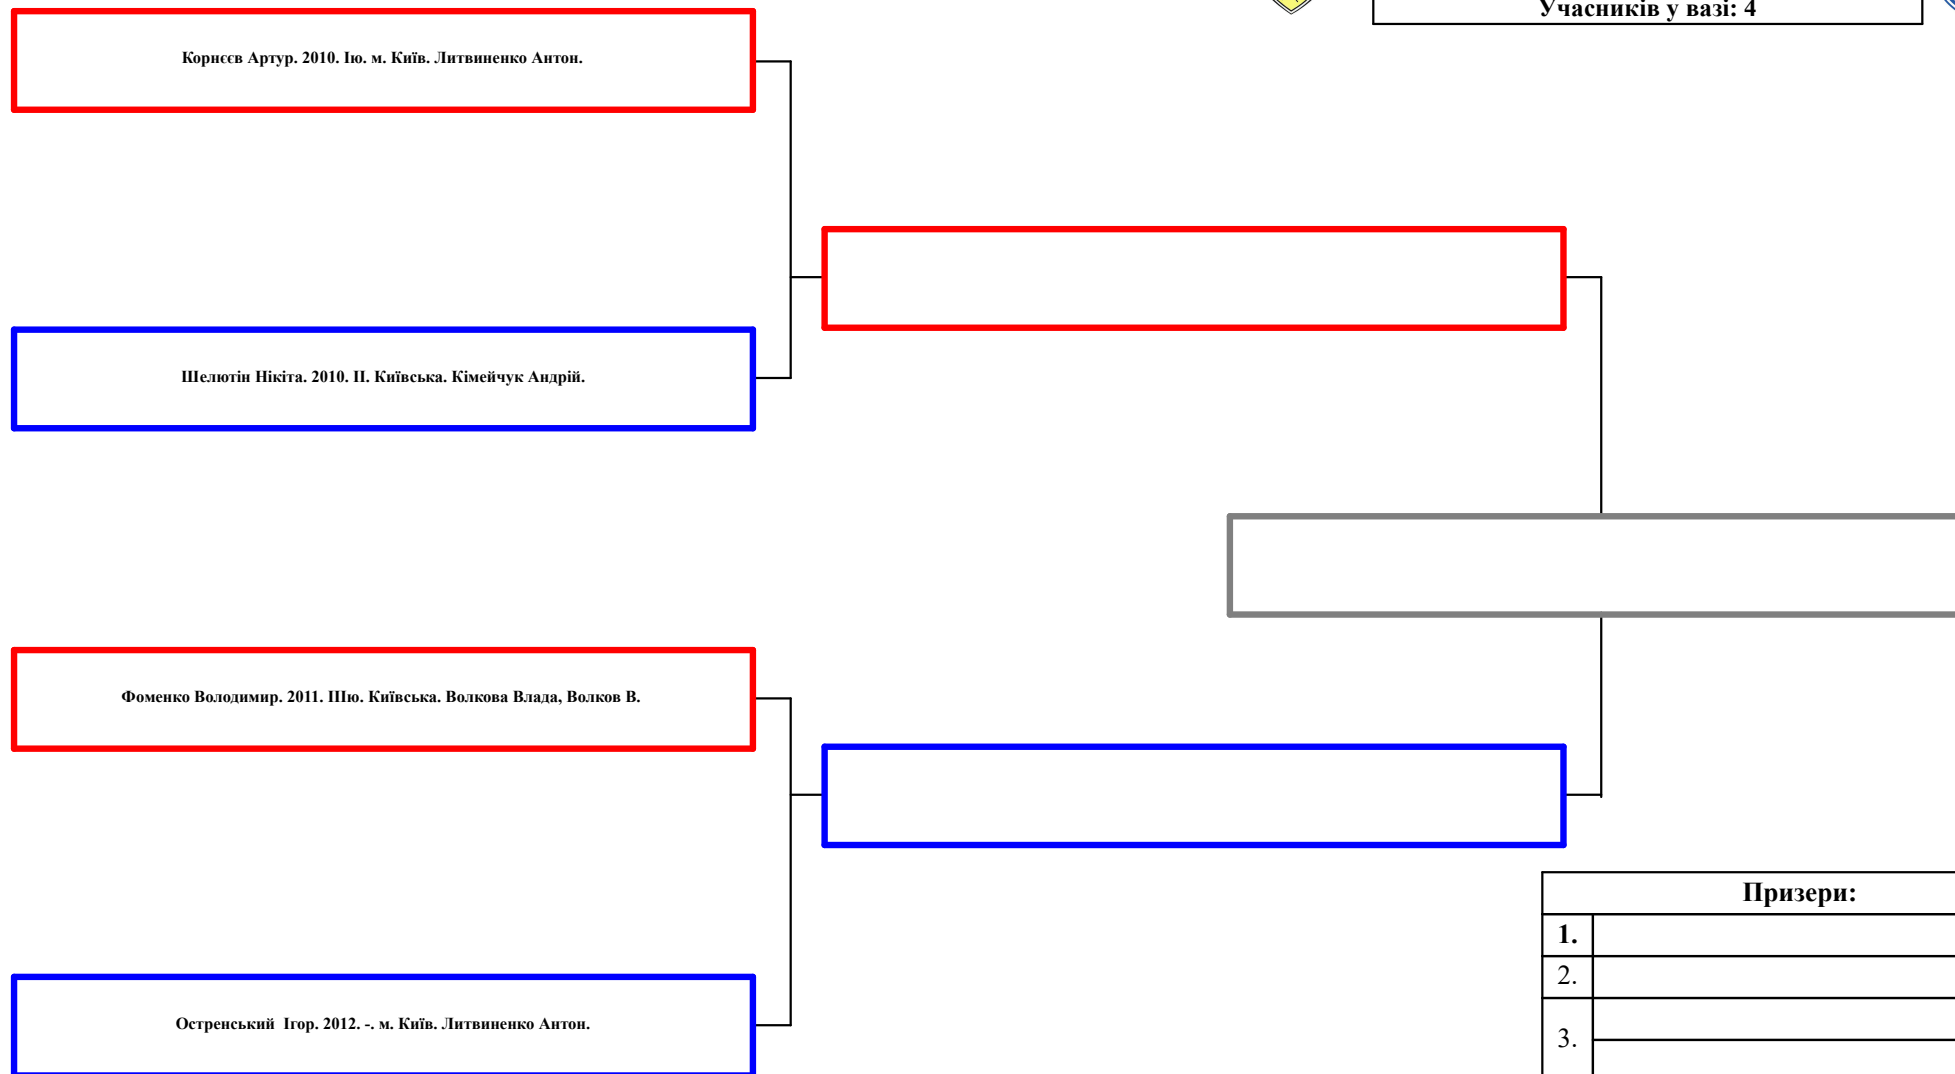 Учасників у вазі: 4
Корнєєв Артур. 2010. Ію. м. Київ. Литвиненко Антон.
Шелютін Нікіта. 2010. ІІ. Київська. Кімейчук Андрій.
Фоменко Володимир. 2011. ІІІю. Київська. Волкова Влада, Волков В.
Остренський  Ігор. 2012. -. м. Київ. Литвиненко Антон.
Призери:
1.
2.
3.